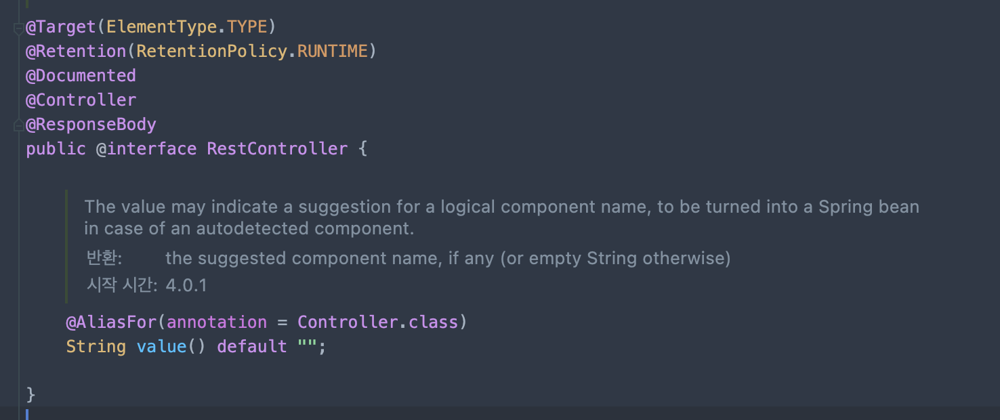 @Target(ElementType.TYPE)
@Retention(RetentionPolicy.RUNTIME)
@Documented
@Controller
@ResponseBody
public @interface RestController {
The value may indicate a suggestion for a logical component name, to be turned into a Spring bean
in case of an autodetected component.
반환: the suggested component name, if any (or empty String otherwise)
시작 시간: 4.0.1
@AliasFor(annotation = Controller.class)
String value() default "";
}